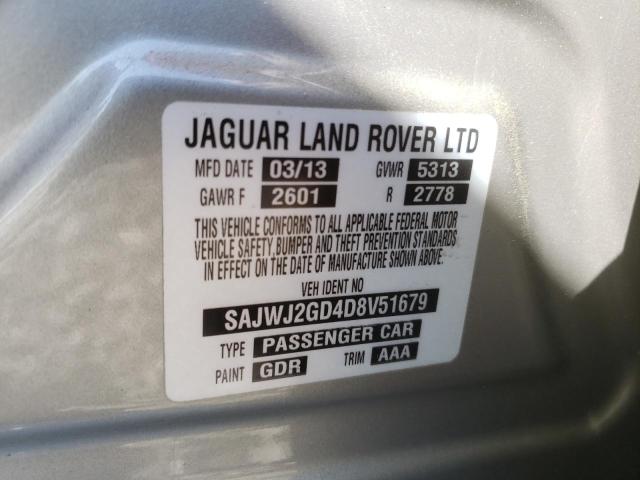 JAGUAR LAND ROVER LTD
MFD DATE 03/13 GVWR 5313
GAWR F 2601 R 2778
THIS VEHICLE CONFORMS TO ALL APPLICABLE FEDERAL MOTOR
VEHICLE SAFETY, BUMPER AND THEFT PREVENTION STANDARDS
IN EFFECT ON THE DATE OF MANUFACTURE SHOWN ABOVE.
VEH IDENT NO
SAJWJ2GD4D8V51679
TYPE PASSENGER CAR
PAINT GDR TRIM AAA